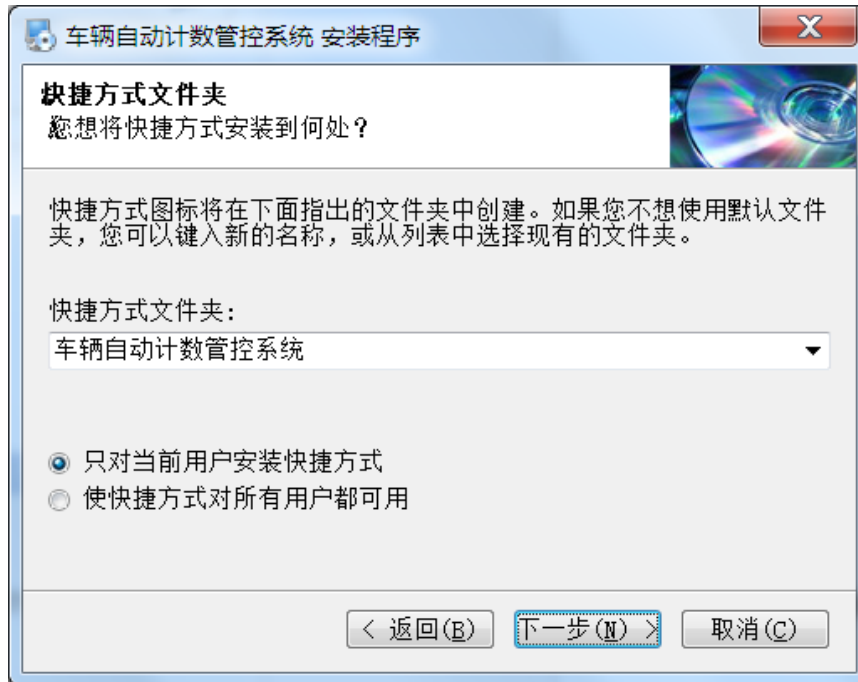 车辆自动计数管控系统 安装程序
快捷方式文件夹
您想将快捷方式安装到何处？
快捷方式图标将在下面指出的文件夹中创建。如果您不想使用默认文件
夹，您可以键入新的名称，或从列表中选择现有的文件夹。
快捷方式文件夹：
车辆自动计数管控系统
只对当前用户安装快捷方式
使快捷方式对所有用户都可用
< 返回(B) 下一步(N) > 取消(C)